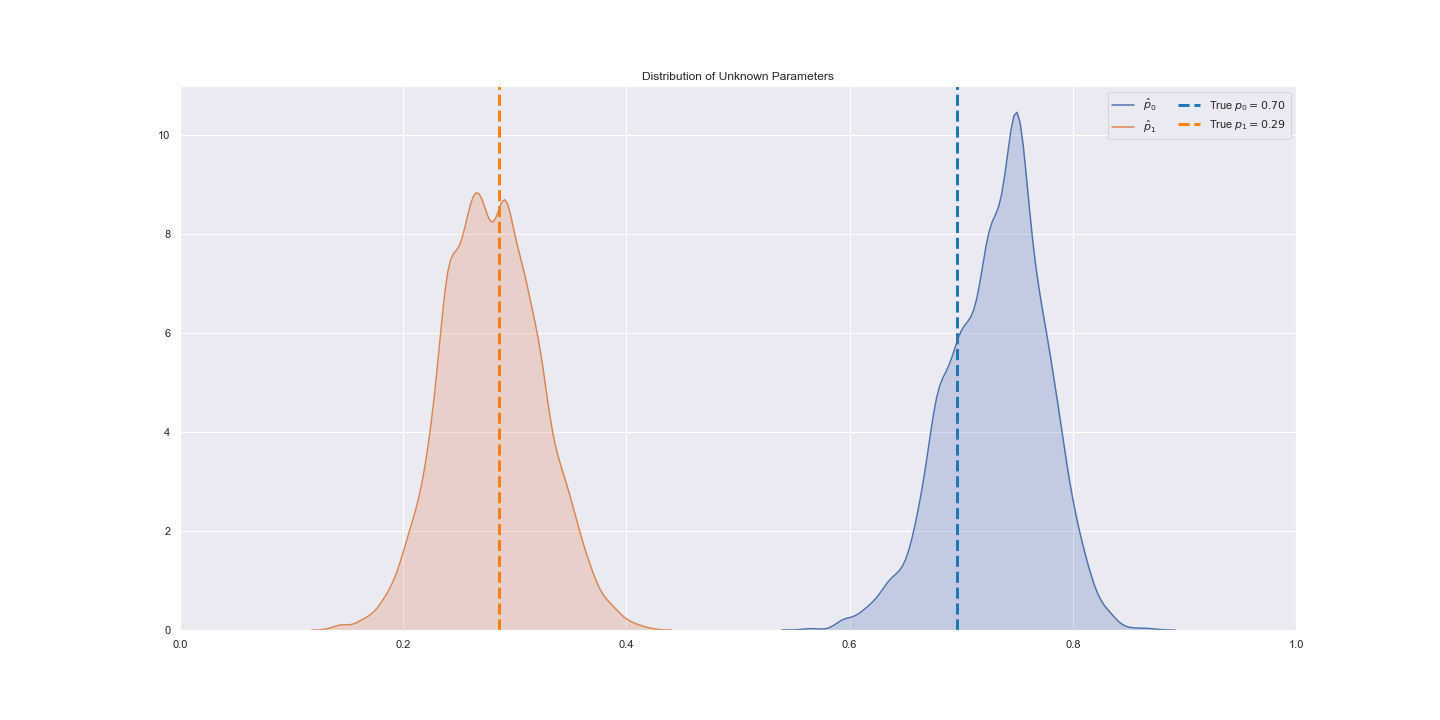 Distribution of Unknown Parameters
p̂₀ True p₀ = 0.70
p̂₁ True p₁ = 0.29
10
8
6
4
2
0
0.0 0.2 0.4 0.6 0.8 1.0